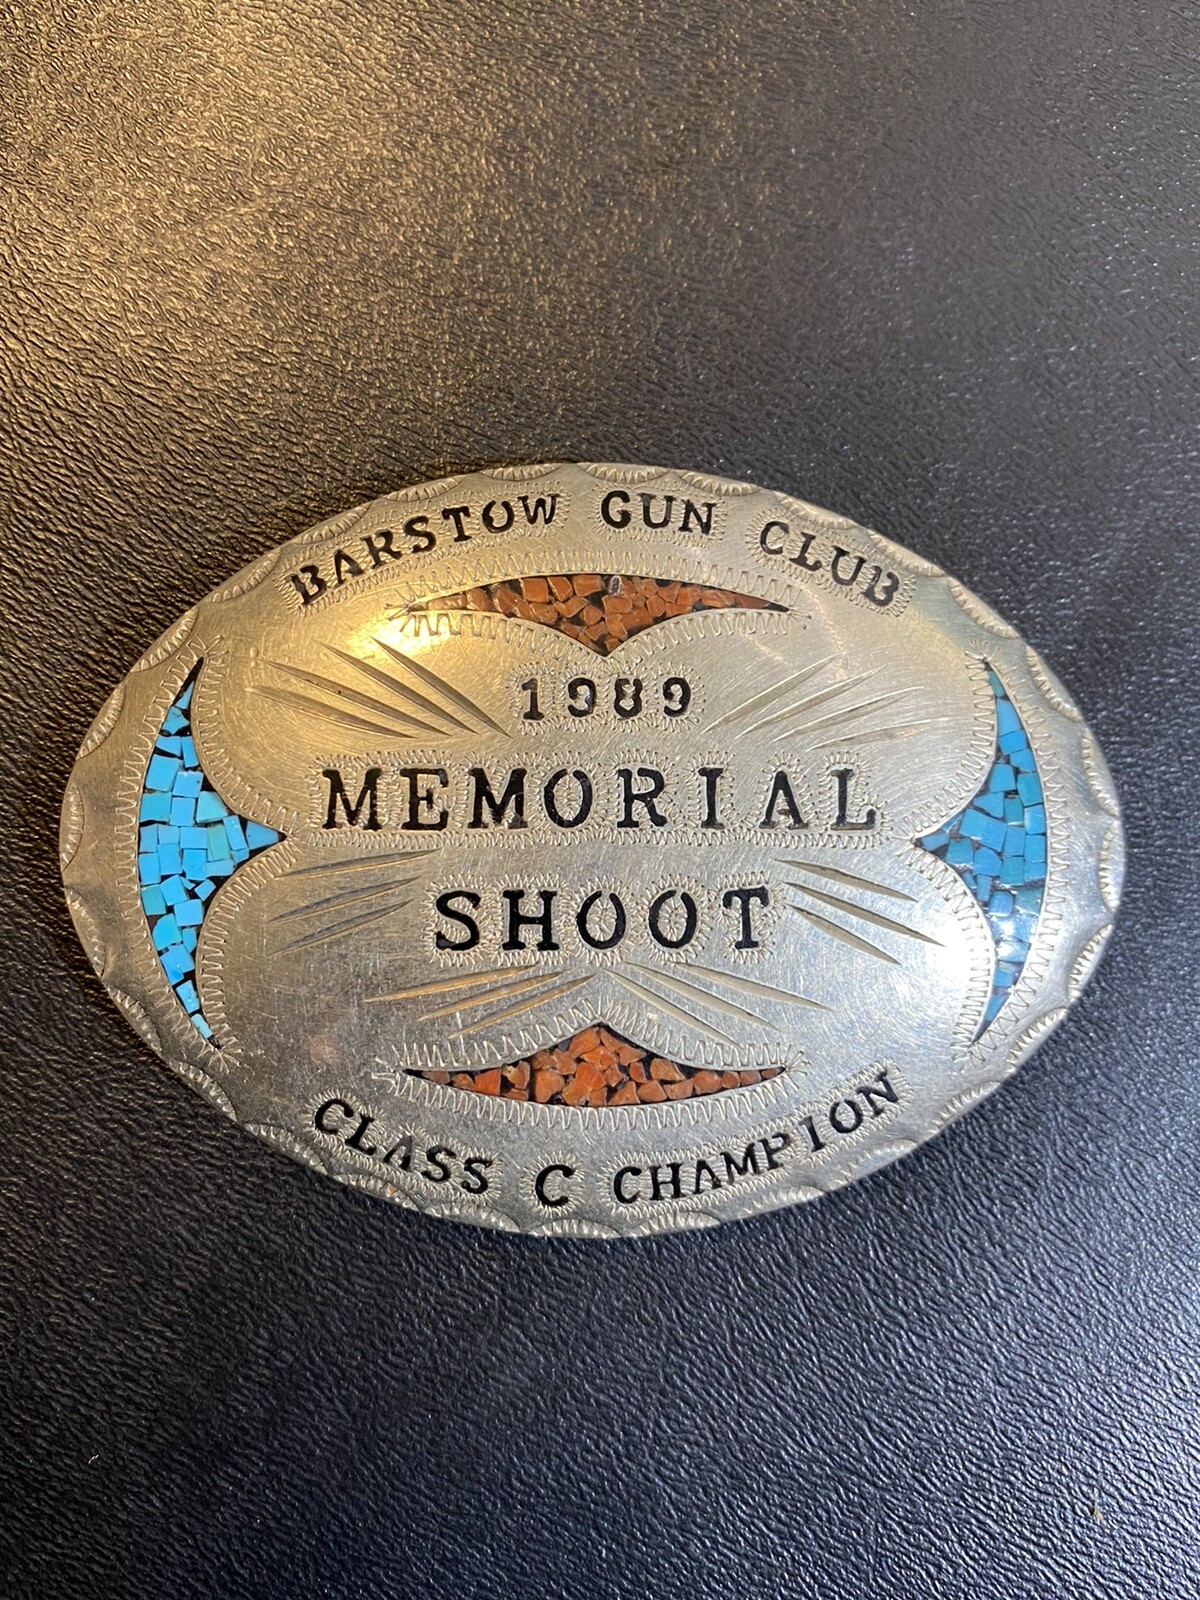 BARSTOW GUN CLUB
1989
MEMORIAL
SHOOT
CLASS C CHAMPION